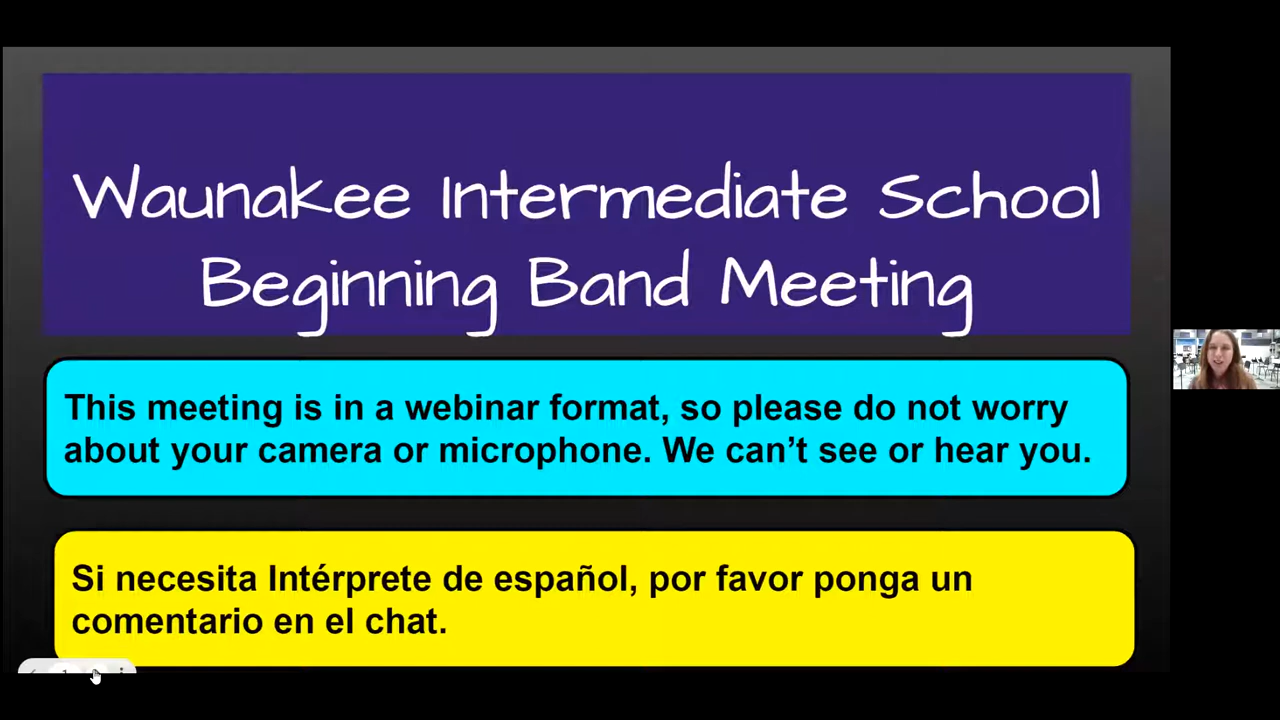 Waunakee Intermediate School
Beginning Band Meeting
This meeting is in a webinar format, so please do not worry
about your camera or microphone. We can’t see or hear you.
Si necesita Intérprete de español, por favor ponga un
comentario en el chat.